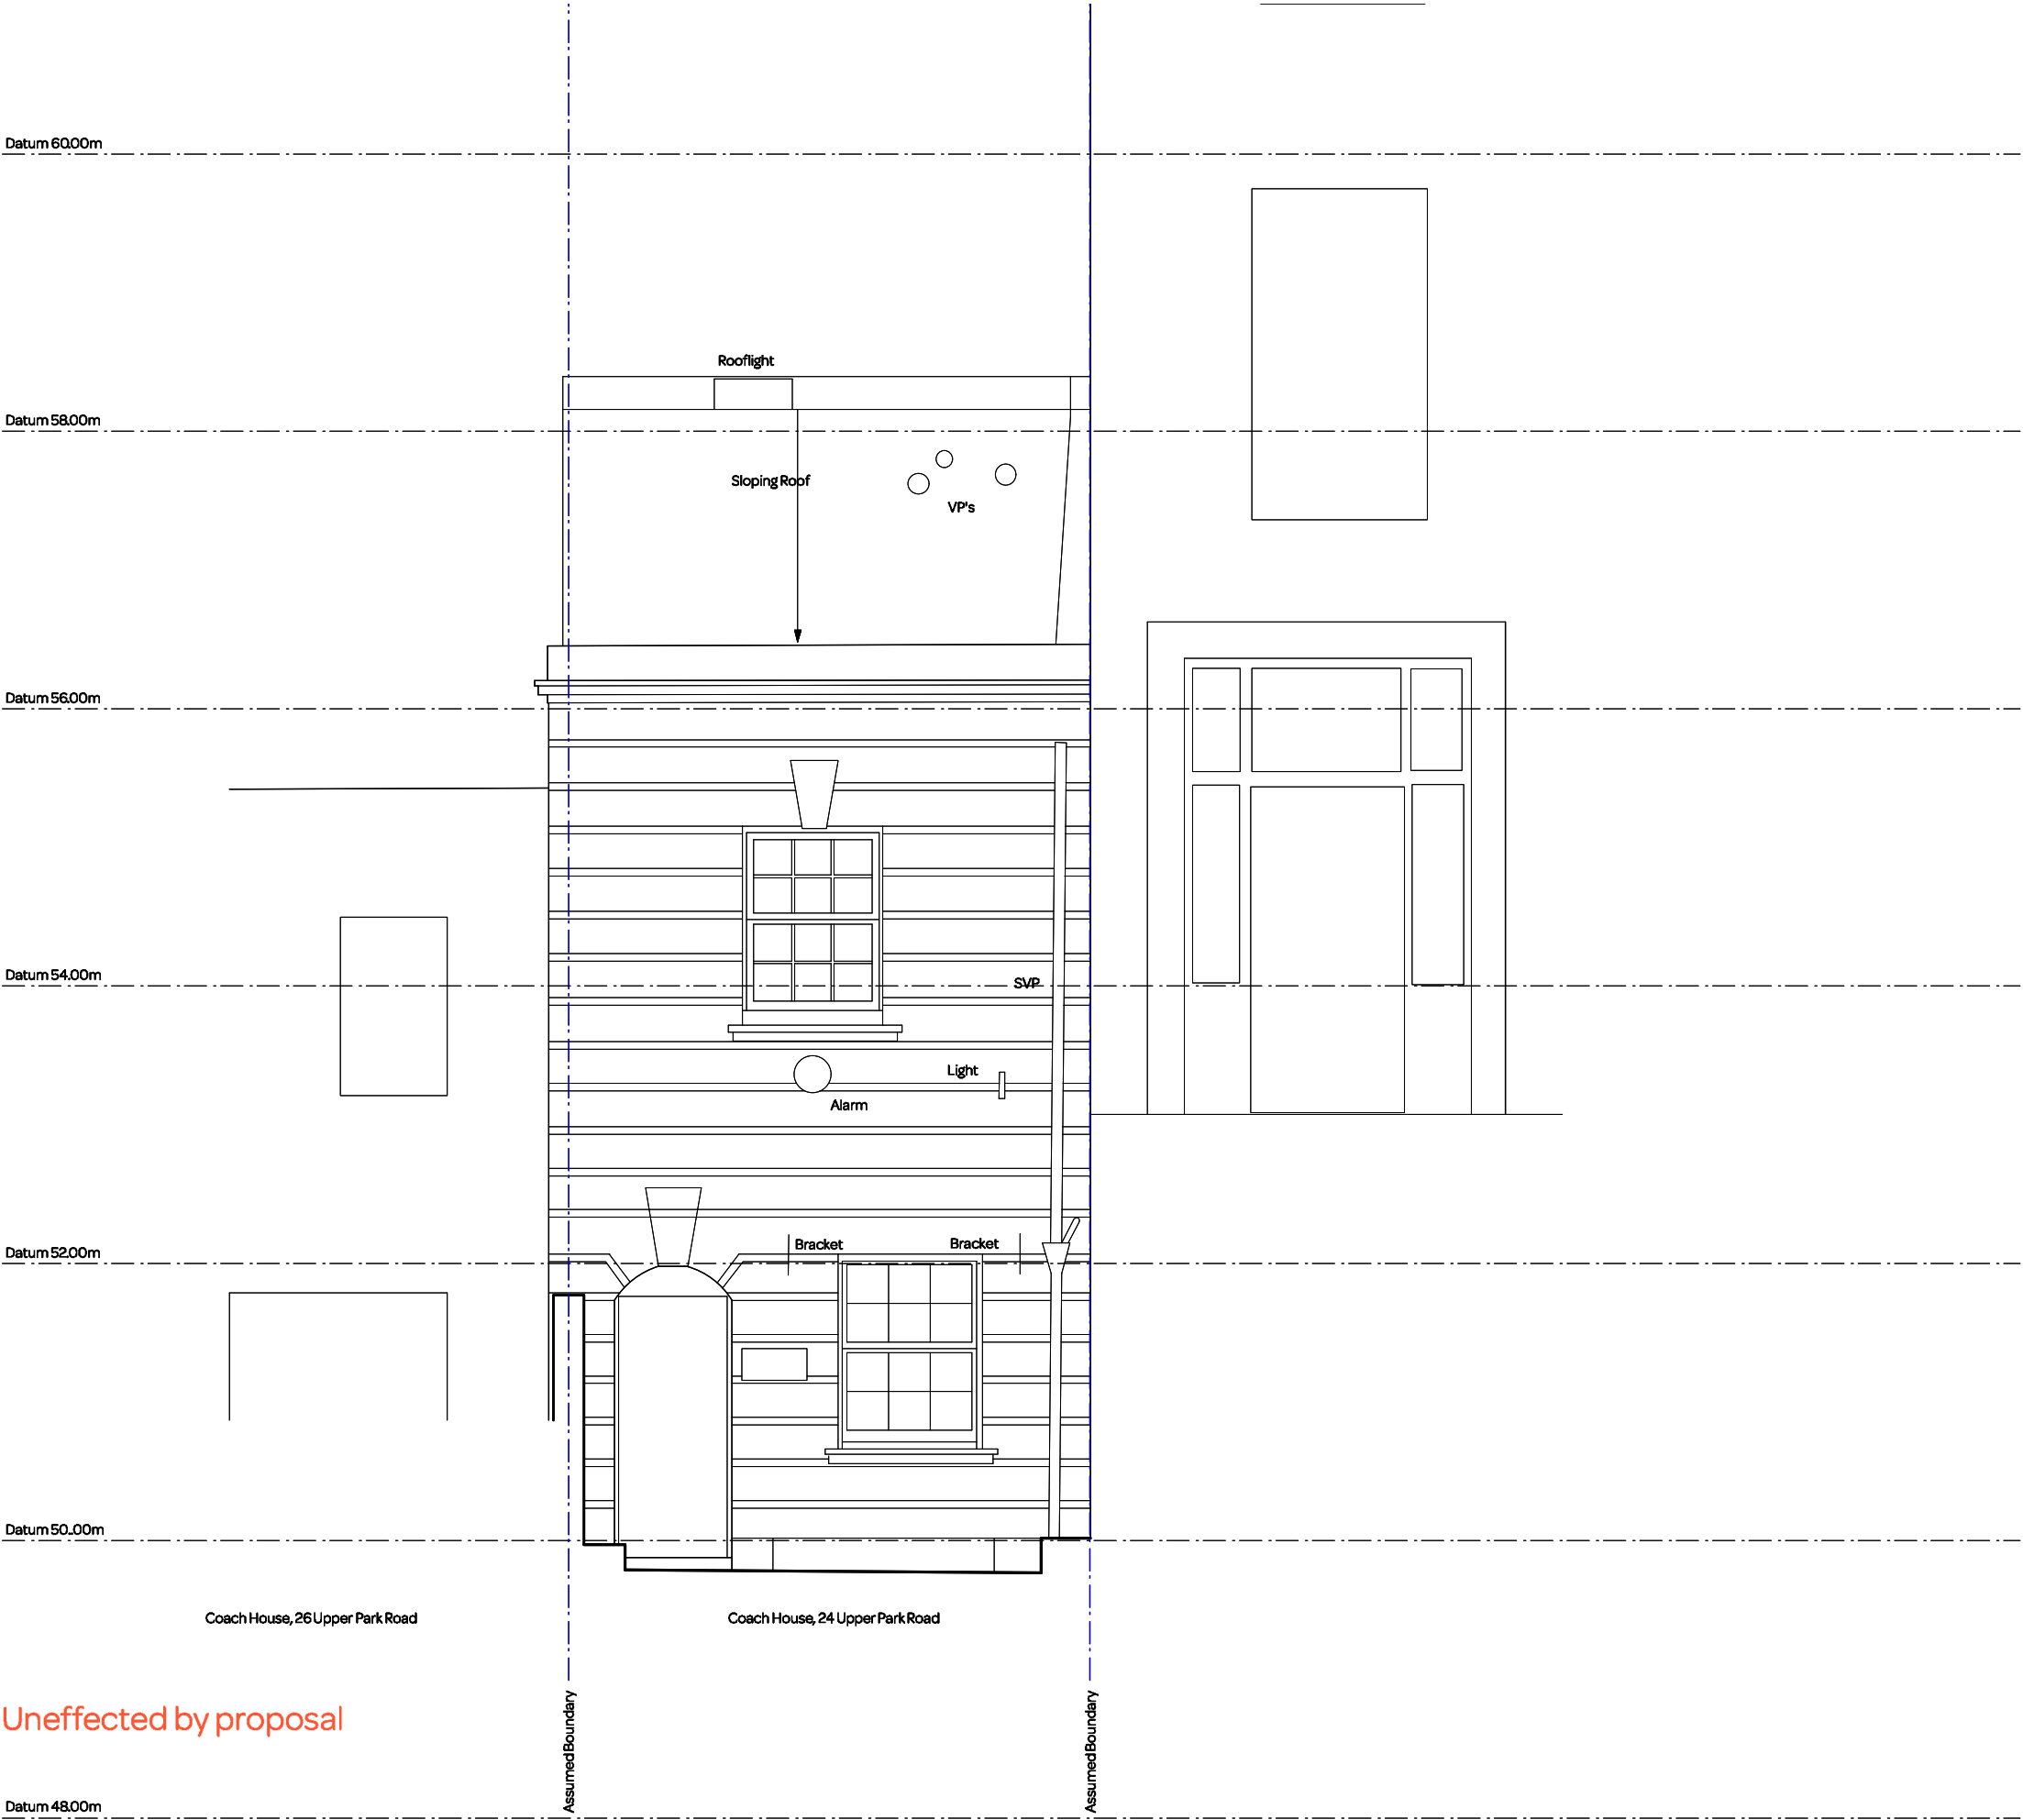 Datum 60.00m
Rooflight
Datum 58.00m
Sloping Roof
VP's
Datum 56.00m
Datum 54.00m
SVP
Light
Alarm
Bracket
Bracket
Datum 52.00m
Datum 50..00m
Coach House, 26 Upper Park Road
Coach House, 24 Upper Park Road
Uneffected by proposal
Assumed Boundary
Assumed Boundary
Datum 48.00m